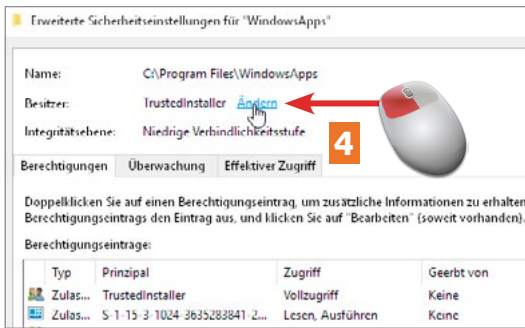 Erweiterte Sicherheitseinstellungen für "WindowsApps"
Name: C:\Program Files\WindowsApps
Besitzer: TrustedInstaller Ändern
Integritätsebene: Niedrige Verbindlichkeitsstufe
4
Berechtigungen Überwachung Effektiver Zugriff
Doppelklicken Sie auf einen Berechtigungseintrag, um zusätzliche Informationen zu erhalten
Berechtigungseintrags den Eintrag aus, und klicken Sie auf "Bearbeiten" (soweit vorhanden).
Berechtigungseinträge:
Typ Prinzipal Zugriff Geerbt von
Zulas... TrustedInstaller Vollzugriff Keine
Zulas... S-1-15-3-1024-3635283841-2... Lesen, Ausführen Keine